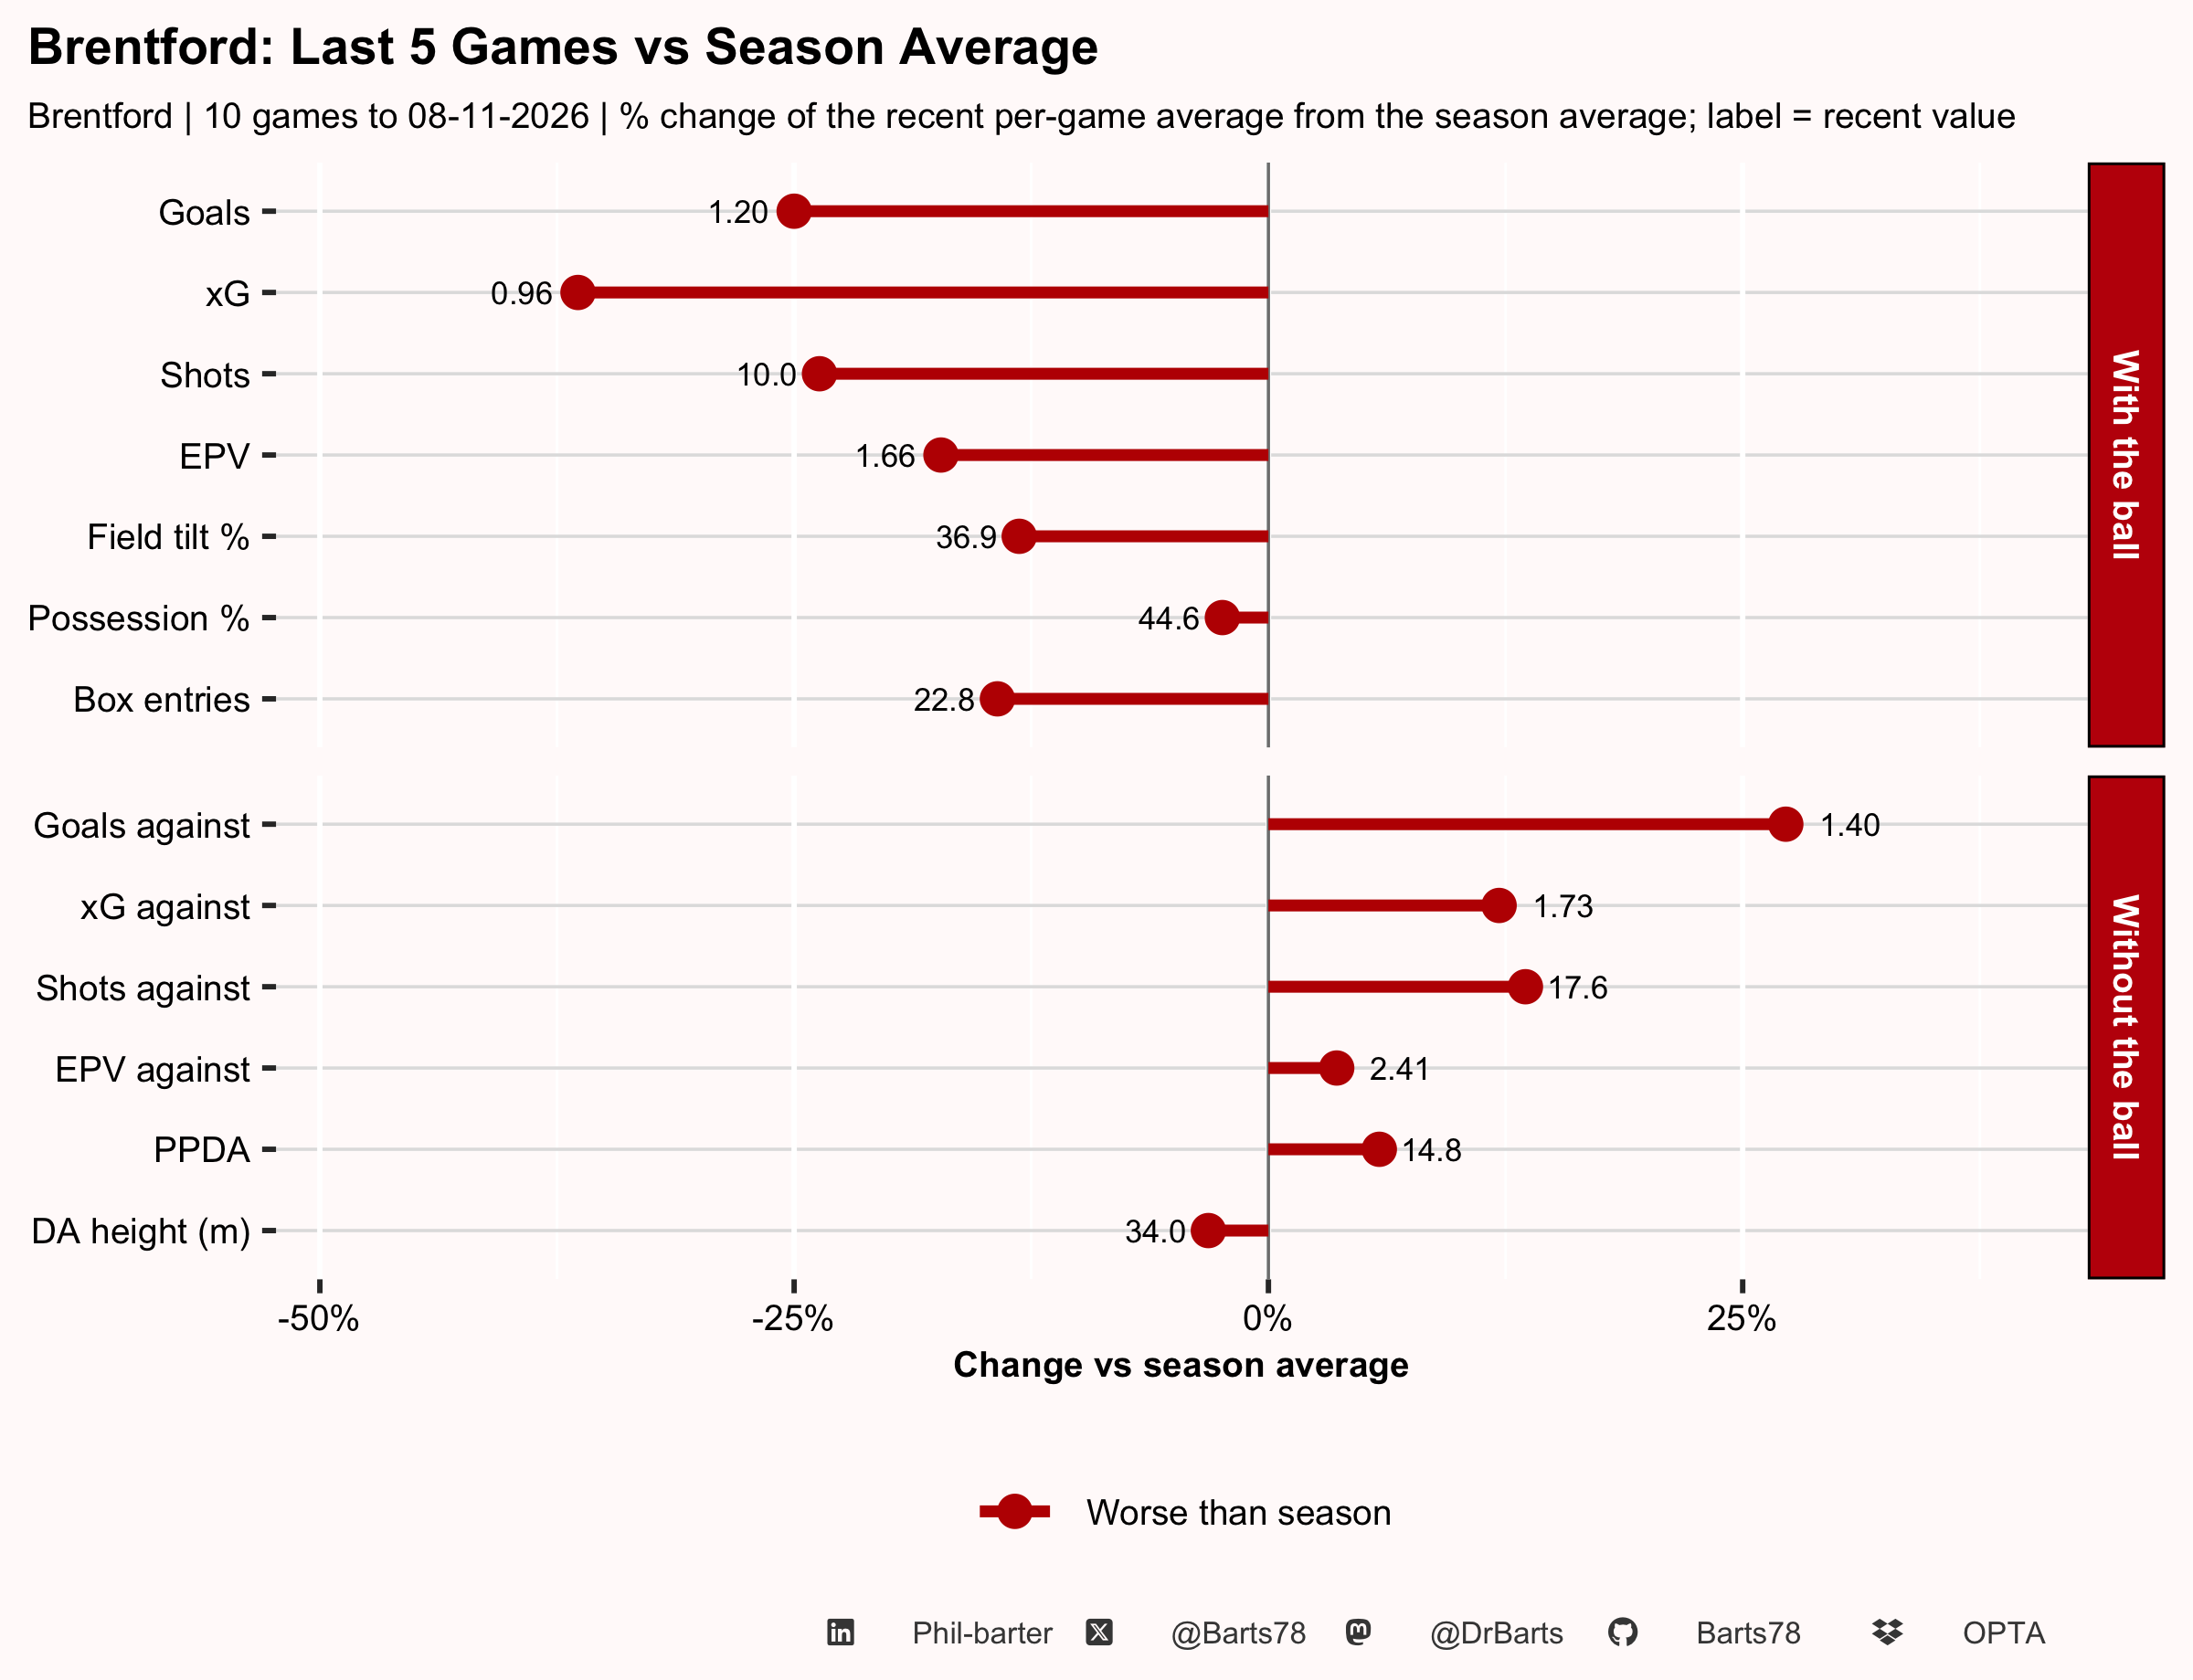 Brentford: Last 5 Games vs Season Average
Brentford | 10 games to 08-11-2026 | % change of the recent per-game average from the season average; label = recent value
Goals
1.20
xG
0.96
Shots
10.0
EPV
1.66
Field tilt %
36.9
Possession %
44.6
Box entries
22.8
With the ball
Goals against
1.40
xG against
1.73
Shots against
17.6
EPV against
2.41
PPDA
14.8
DA height (m)
34.0
Without the ball
-50% -25% 0% 25%
Change vs season average
Worse than season
Phil-barter @Barts78 @DrBarts Barts78 OPTA